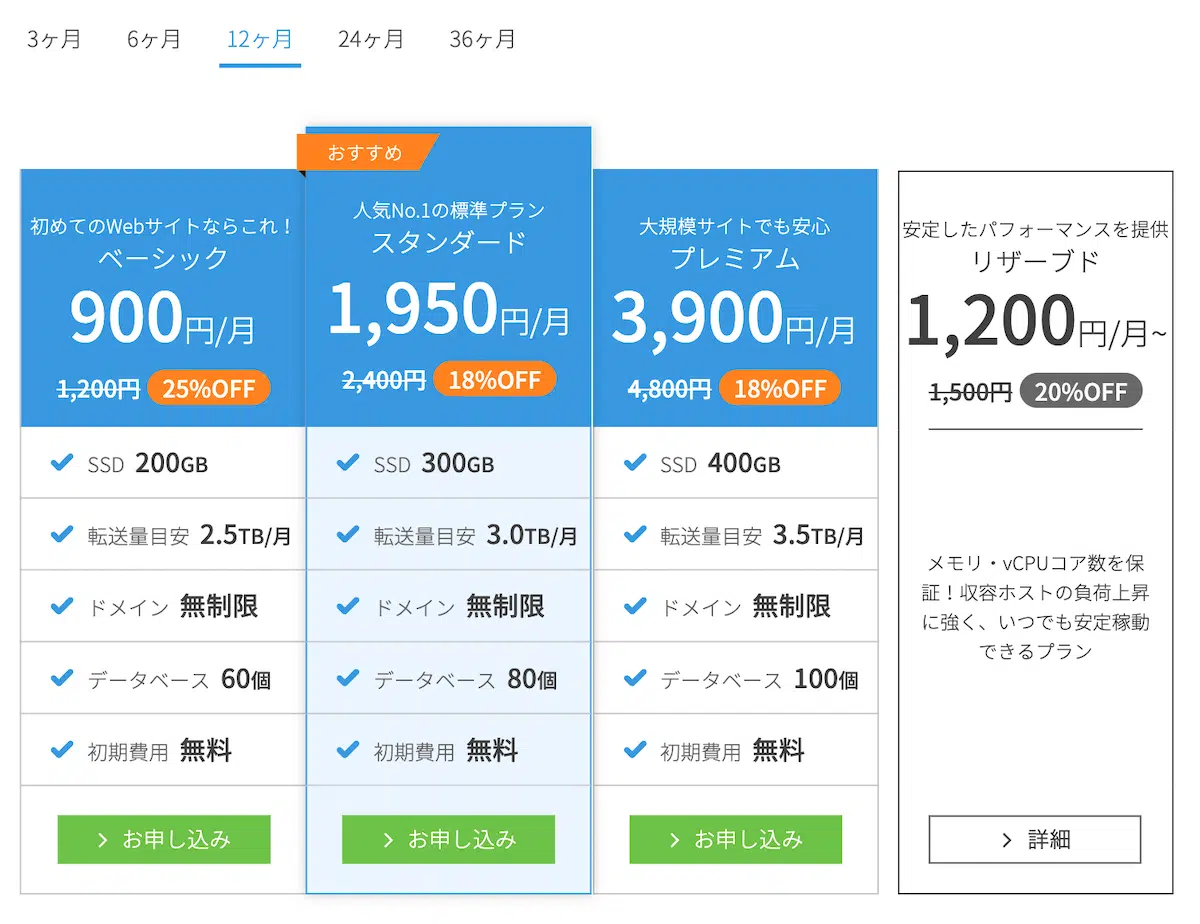 3ヶ月
6ヶ月
12ヶ月
24ヶ月
36ヶ月
初めてのWebサイトならこれ！
ベーシック
900円/月
1,200円 25%OFF
SSD 200GB
転送量目安 2.5TB/月
ドメイン 無制限
データベース 60個
初期費用 無料
お申し込み
おすすめ
人気No.1の標準プラン
スタンダード
1,950円/月
2,400円 18%OFF
SSD 300GB
転送量目安 3.0TB/月
ドメイン 無制限
データベース 80個
初期費用 無料
お申し込み
大規模サイトでも安心
プレミアム
3,900円/月
4,800円 18%OFF
SSD 400GB
転送量目安 3.5TB/月
ドメイン 無制限
データベース 100個
初期費用 無料
お申し込み
安定したパフォーマンスを提供
リザーブド
1,200円/月~
1,500円 20%OFF
メモリ・vCPUコア数を保
証！収容ホストの負荷上昇
に強く、いつでも安定稼動
できるプラン
詳細